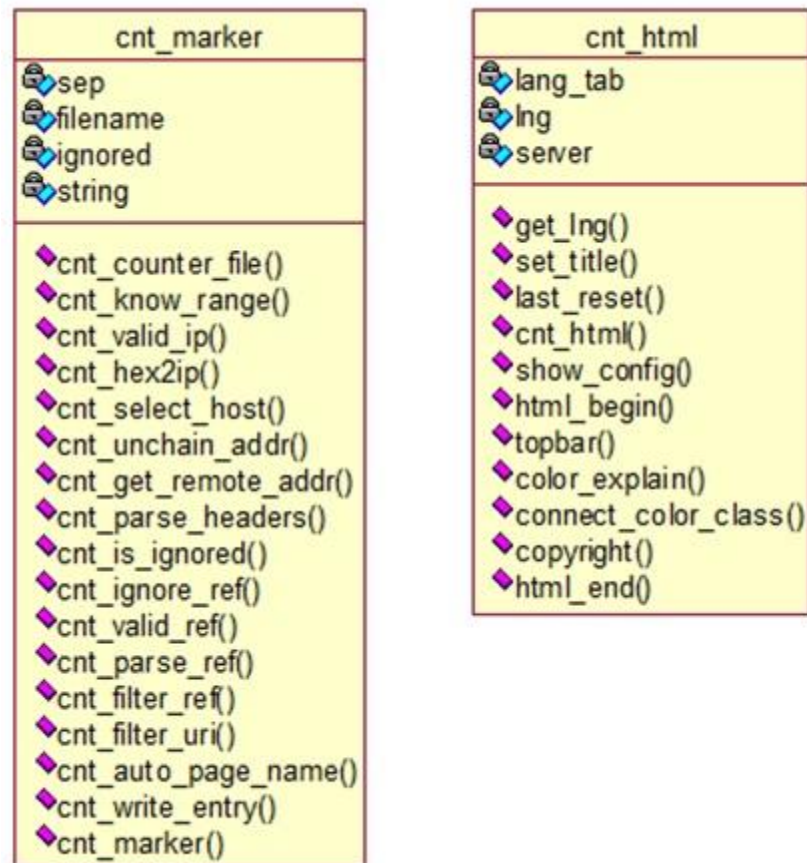 cnt_marker
sep
filename
ignored
string
cnt_counter_file()
cnt_know_range()
cnt_valid_ip()
cnt_hex2ip()
cnt_select_host()
cnt_unchain_addr()
cnt_get_remote_addr()
cnt_parse_headers()
cnt_is_ignored()
cnt_ignore_ref()
cnt_valid_ref()
cnt_parse_ref()
cnt_filter_ref()
cnt_filter_uri()
cnt_auto_page_name()
cnt_write_entry()
cnt_marker()
cnt_html
lang_tab
lng
server
get_lng()
set_title()
last_reset()
cnt_html()
show_config()
html_begin()
topbar()
color_explain()
connect_color_class()
copyright()
html_end()